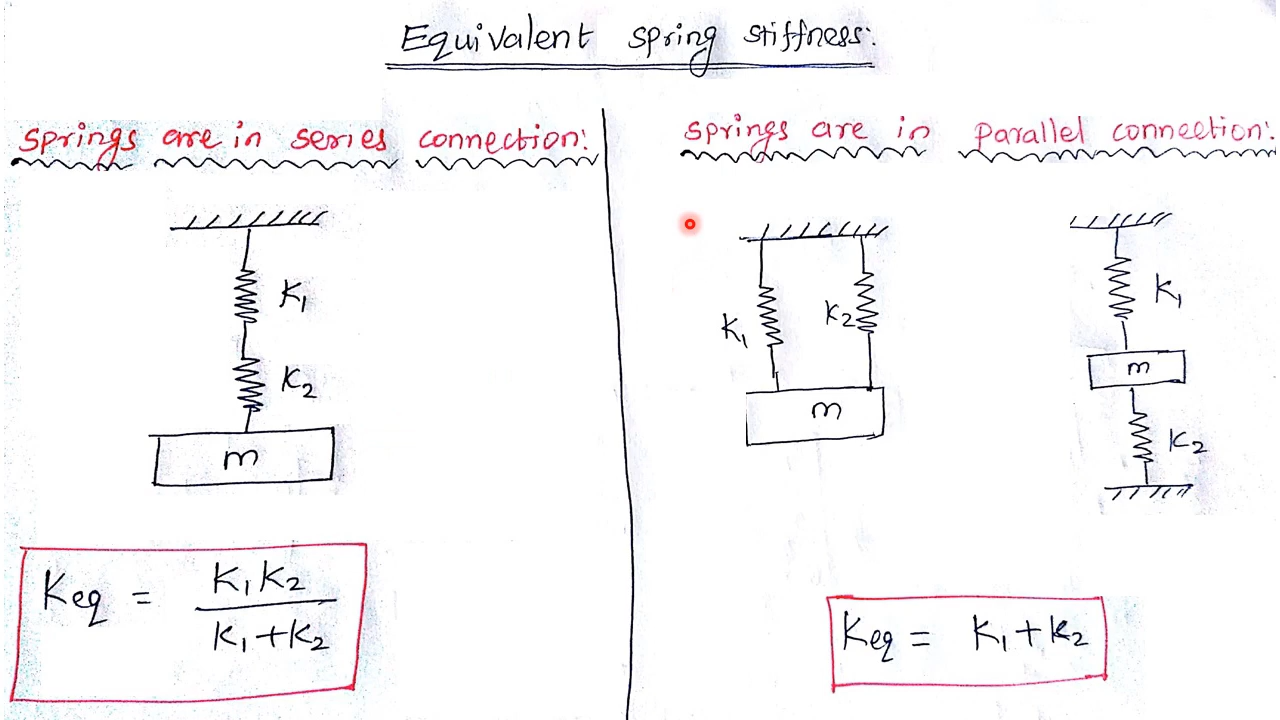 Equivalent spring stiffness:
springs are in series connection:
K₁
K₂
m
Keq = K₁K₂ / K₁+K₂
springs are in parallel connection:
K₁
K₂
m
K₁
m
K₂
Keq = K₁+K₂